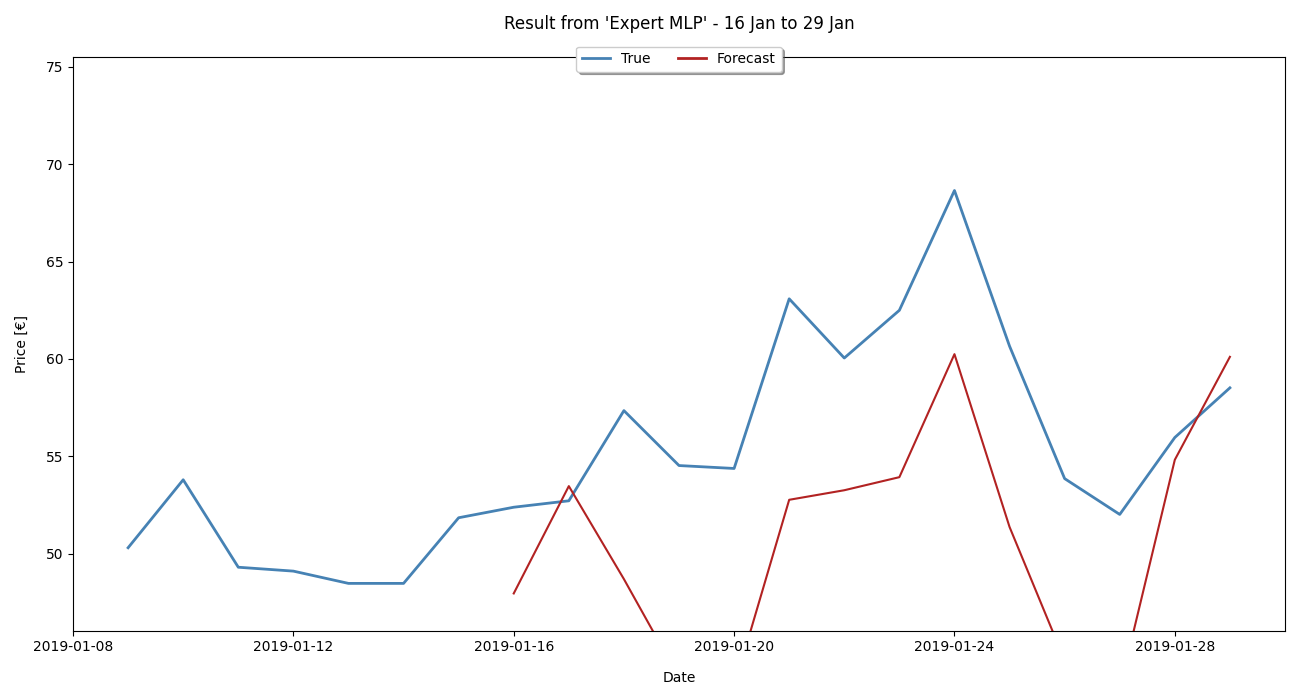 Result from 'Expert MLP' - 16 Jan to 29 Jan
True Forecast
75
70
65
60
55
50
Price [€]
2019-01-08 2019-01-12 2019-01-16 2019-01-20 2019-01-24 2019-01-28
Date